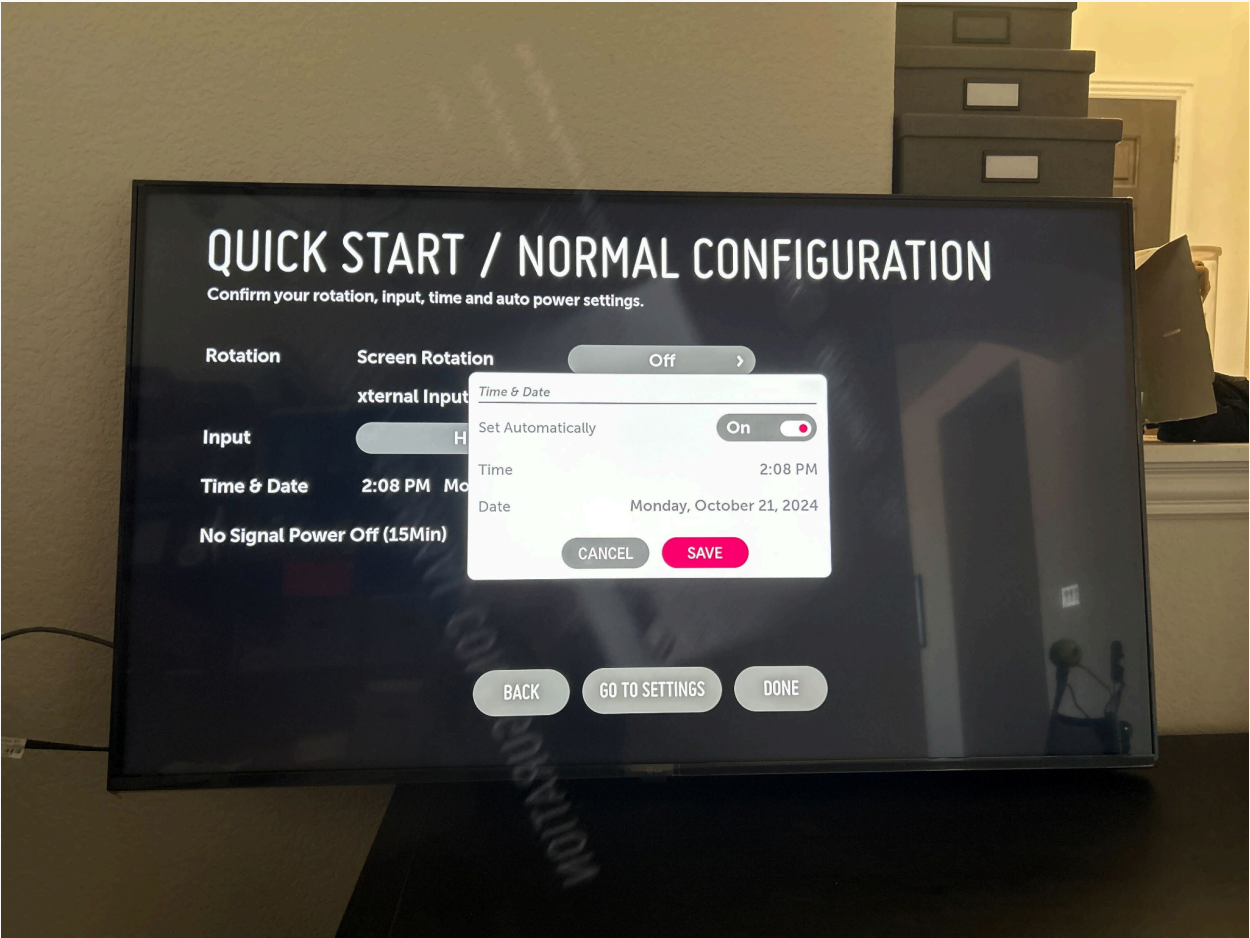 QUICK START / NORMAL CONFIGURATION
Confirm your rotation, input, time and auto power settings.
Rotation Screen Rotation Off ›
xternal Input
Time & Date
Set Automatically On
Input H
Time 2:08 PM
Time & Date 2:08 PM Mo
Date Monday, October 21, 2024
No Signal Power Off (15Min)
CANCEL SAVE
BACK GO TO SETTINGS DONE